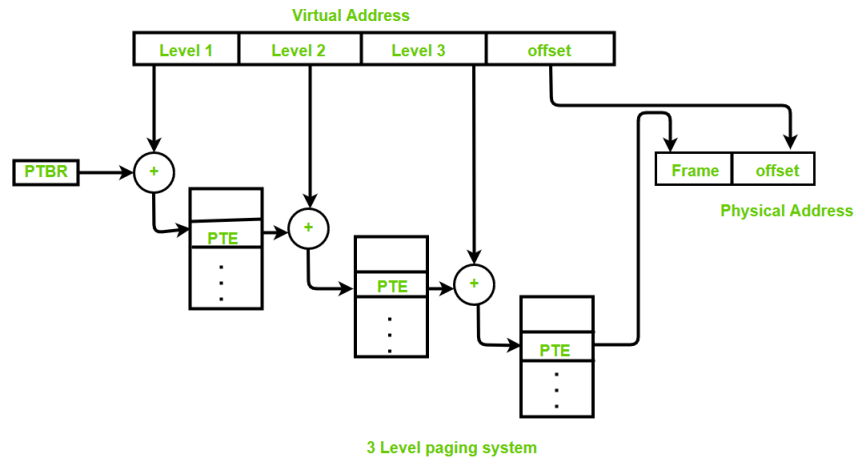 Virtual Address
Level 1 Level 2 Level 3 offset
PTBR + Frame offset
Physical Address
PTE +
PTE +
PTE
3 Level paging system